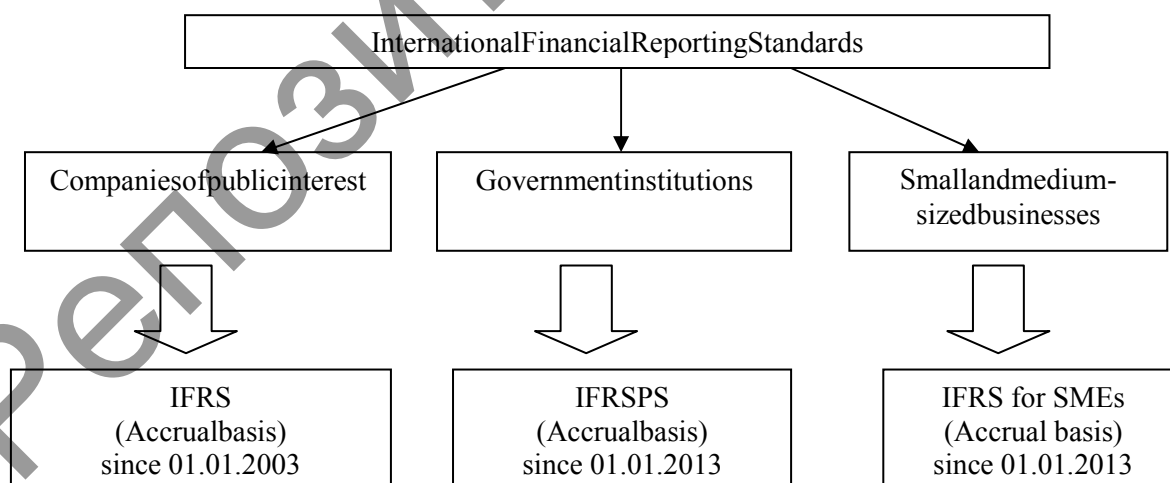 InternationalFinancialReportingStandards
Companiesofpublicinterest
Governmentinstitutions
Smallandmedium-
sizedbusinesses
IFRS
(Accrualbasis)
since 01.01.2003
IFRSPS
(Accrualbasis)
since 01.01.2013
IFRS for SMEs
(Accrual basis)
since 01.01.2013